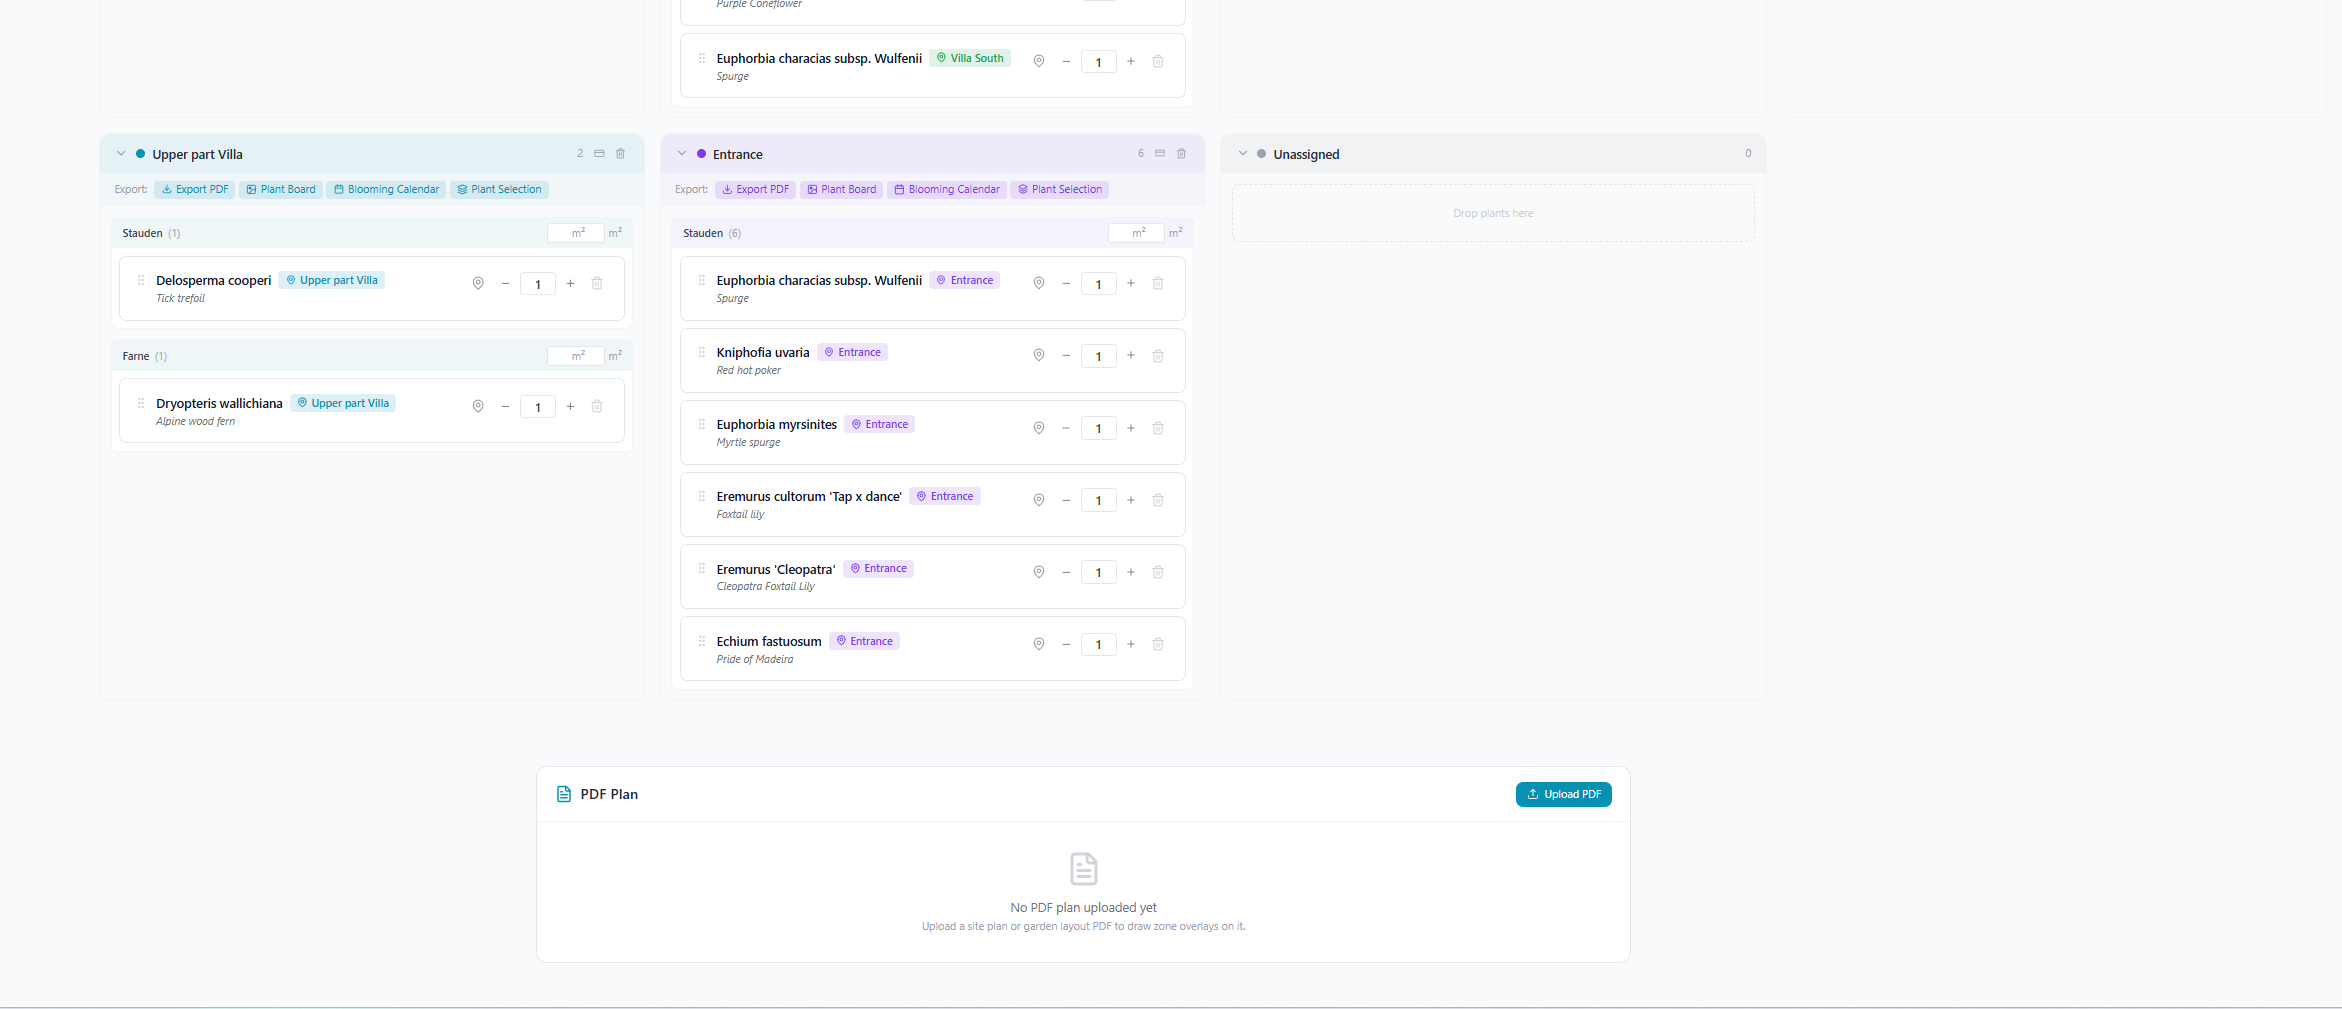 Purple Coneflower
Euphorbia characias subsp. Wulfenii Villa South 1
Spurge
Upper part Villa 2
Export: Export PDF Plant Board Blooming Calendar Plant Selection
Stauden (1) m² m²
Delosperma cooperi Upper part Villa 1
Tick trefoil
Farne (1) m² m²
Dryopteris wallichiana Upper part Villa 1
Alpine wood fern
Entrance 6
Export: Export PDF Plant Board Blooming Calendar Plant Selection
Stauden (6) m² m²
Euphorbia characias subsp. Wulfenii Entrance 1
Spurge
Kniphofia uvaria Entrance 1
Red hot poker
Euphorbia myrsinites Entrance 1
Myrtle spurge
Eremurus cultorum 'Tap x dance' Entrance 1
Foxtail lily
Eremurus 'Cleopatra' Entrance 1
Cleopatra Foxtail Lily
Echium fastuosum Entrance 1
Pride of Madeira
Unassigned 0
Drop plants here
PDF Plan Upload PDF
No PDF plan uploaded yet
Upload a site plan or garden layout PDF to draw zone overlays on it.